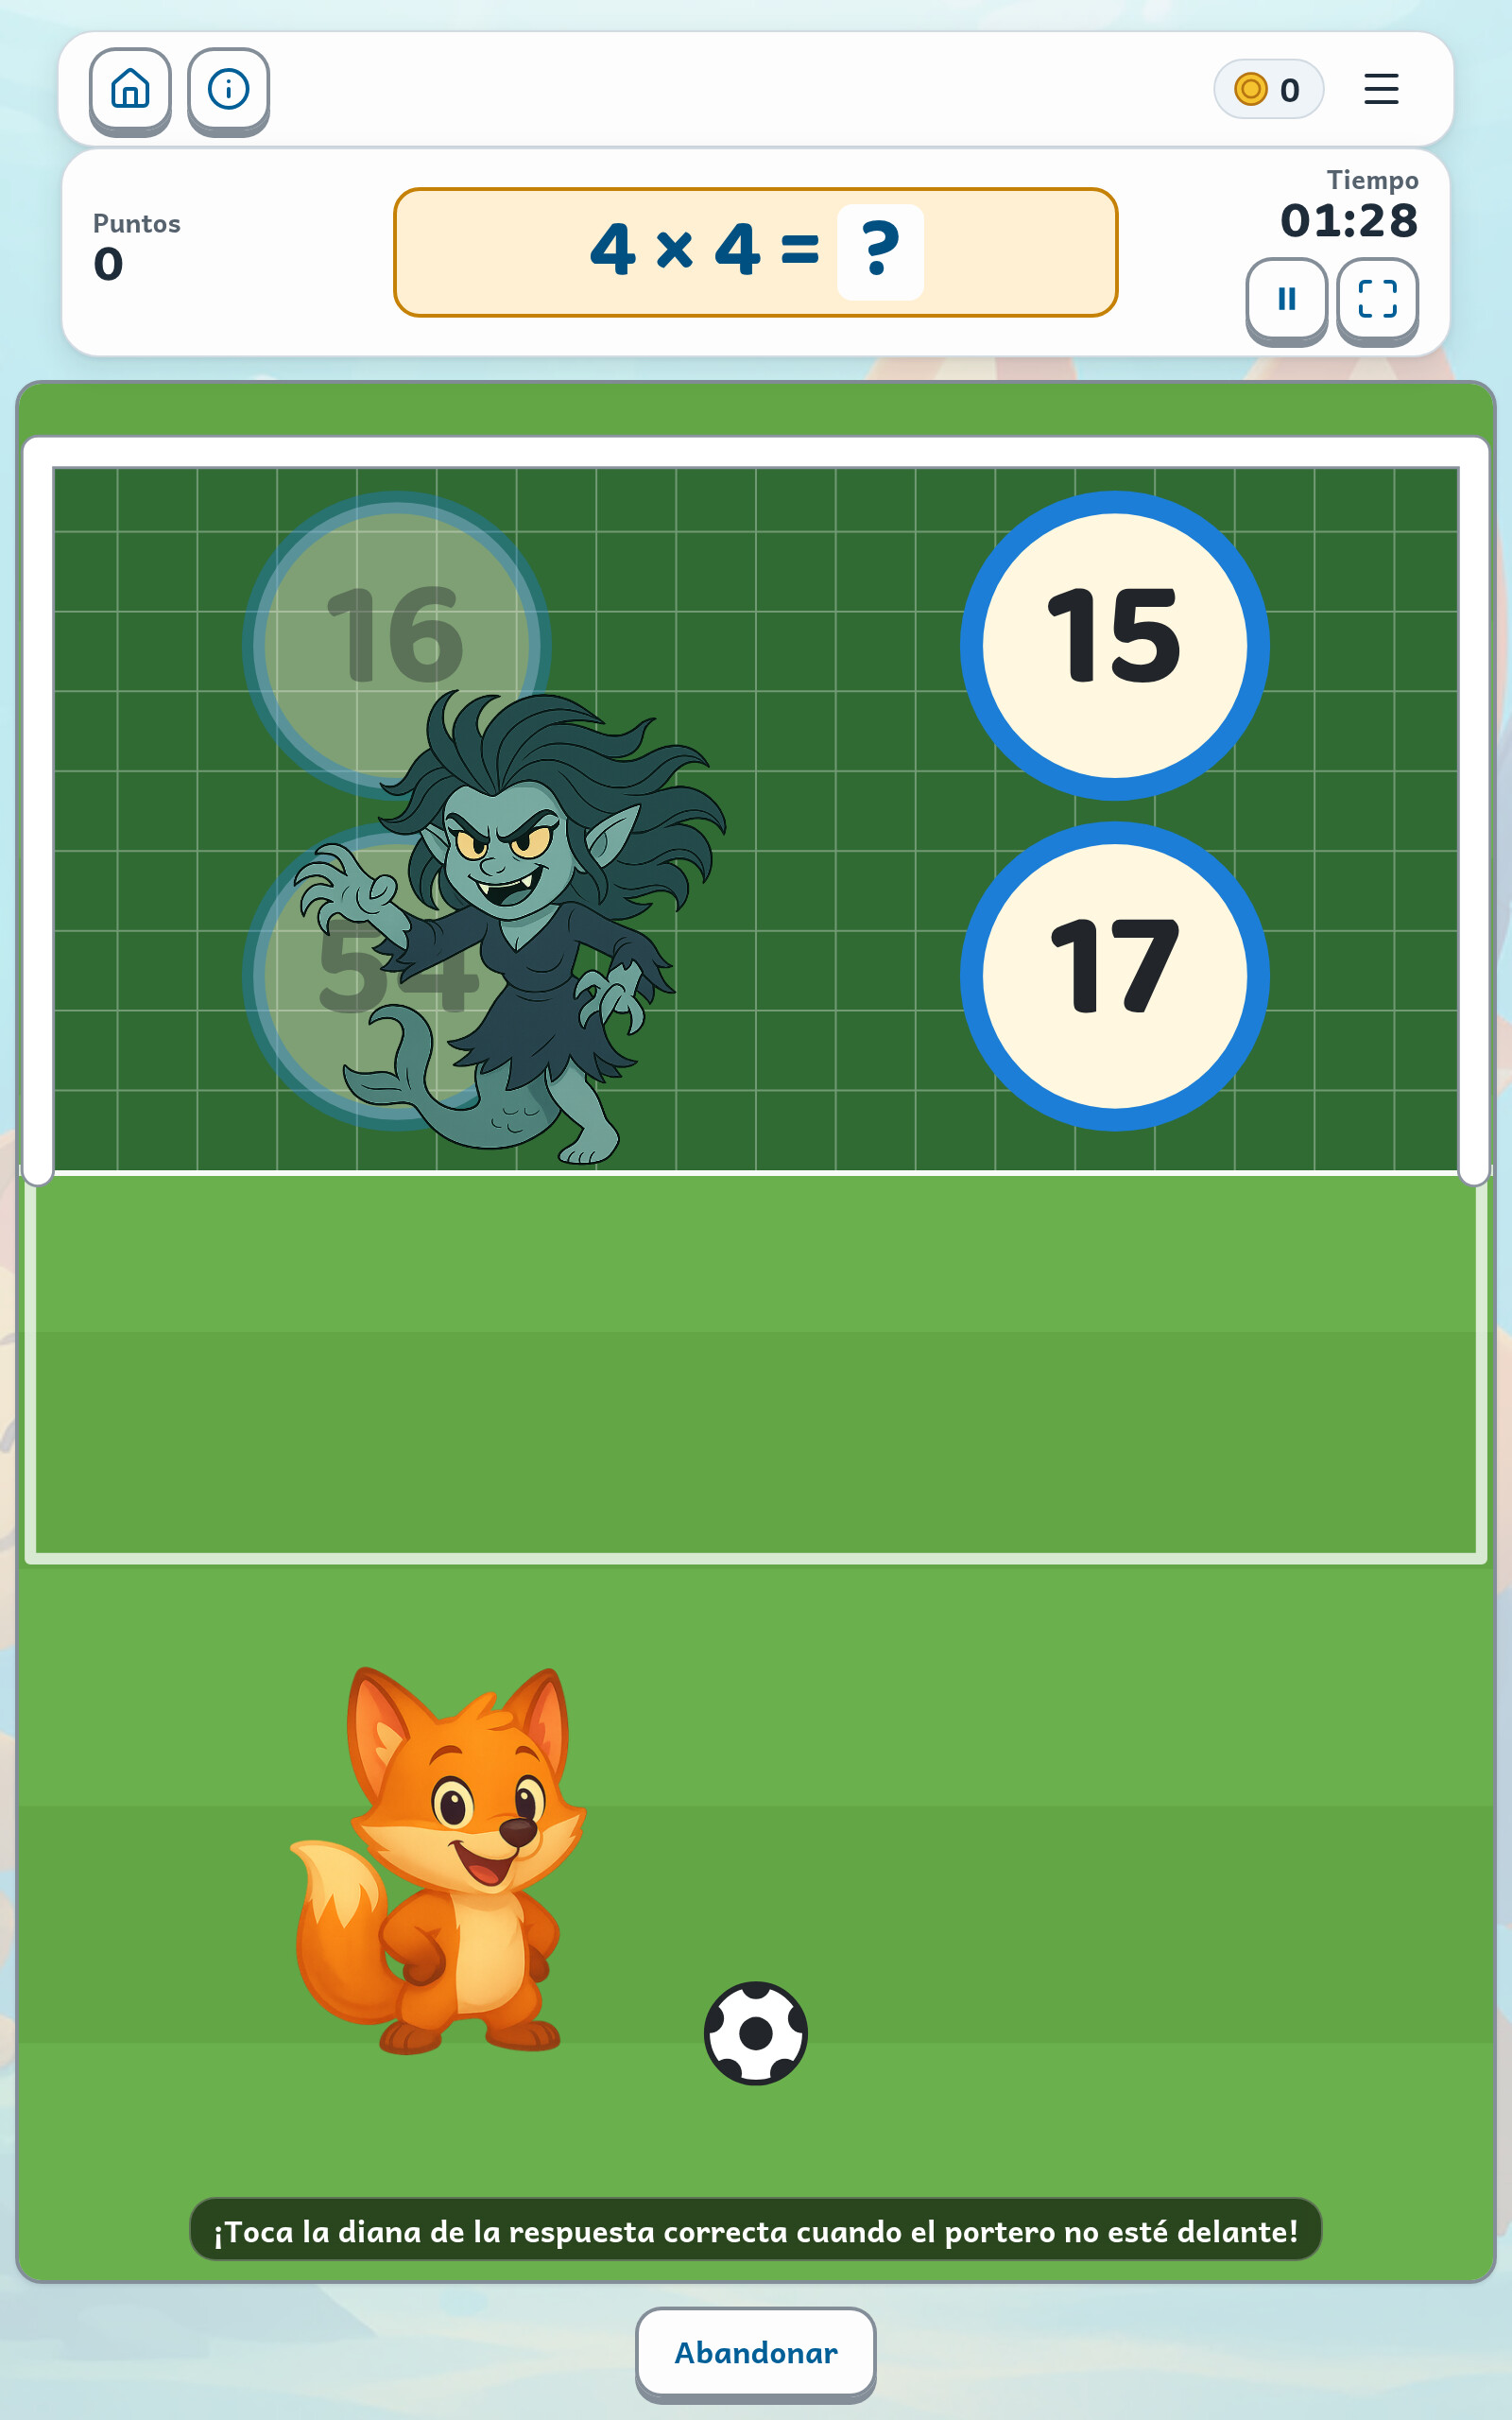 0
Puntos
0
4 × 4 = ?
Tiempo
01:28
16
15
54
17
¡Toca la diana de la respuesta correcta cuando el portero no esté delante!
Abandonar